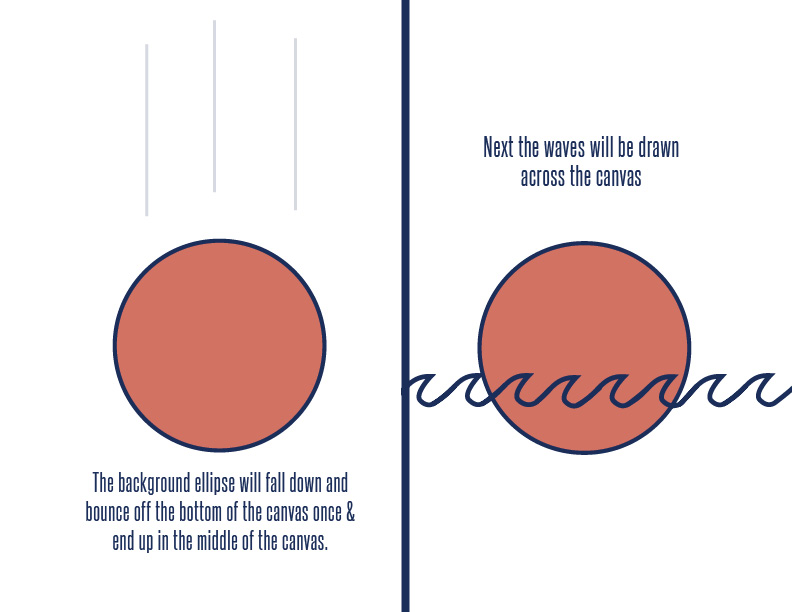 The background ellipse will fall down and
bounce off the bottom of the canvas once &
end up in the middle of the canvas.
Next the waves will be drawn
across the canvas